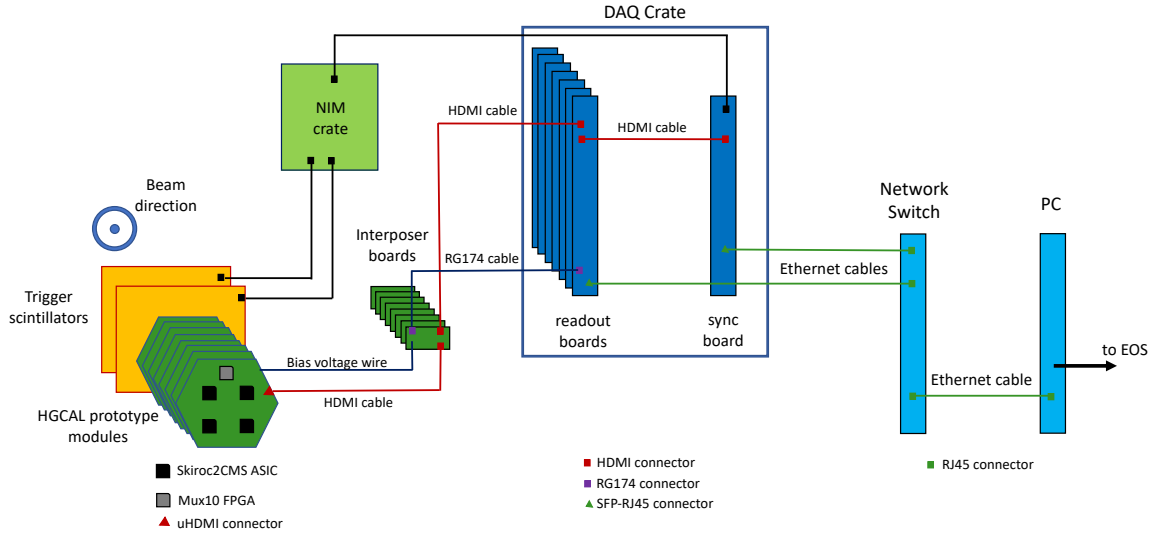 DAQ Crate
NIM
crate
HDMI cable
HDMI cable
Beam
direction
Network
Switch
PC
Interposer
boards
RG174 cable
Ethernet cables
Trigger
scintillators
readout
boards
sync
board
Bias voltage wire
to EOS
HDMI cable
Ethernet cable
HGCAL prototype
modules
Skiroc2CMS ASIC
Mux10 FPGA
uHDMI connector
HDMI connector
RG174 connector
SFP-RJ45 connector
RJ45 connector